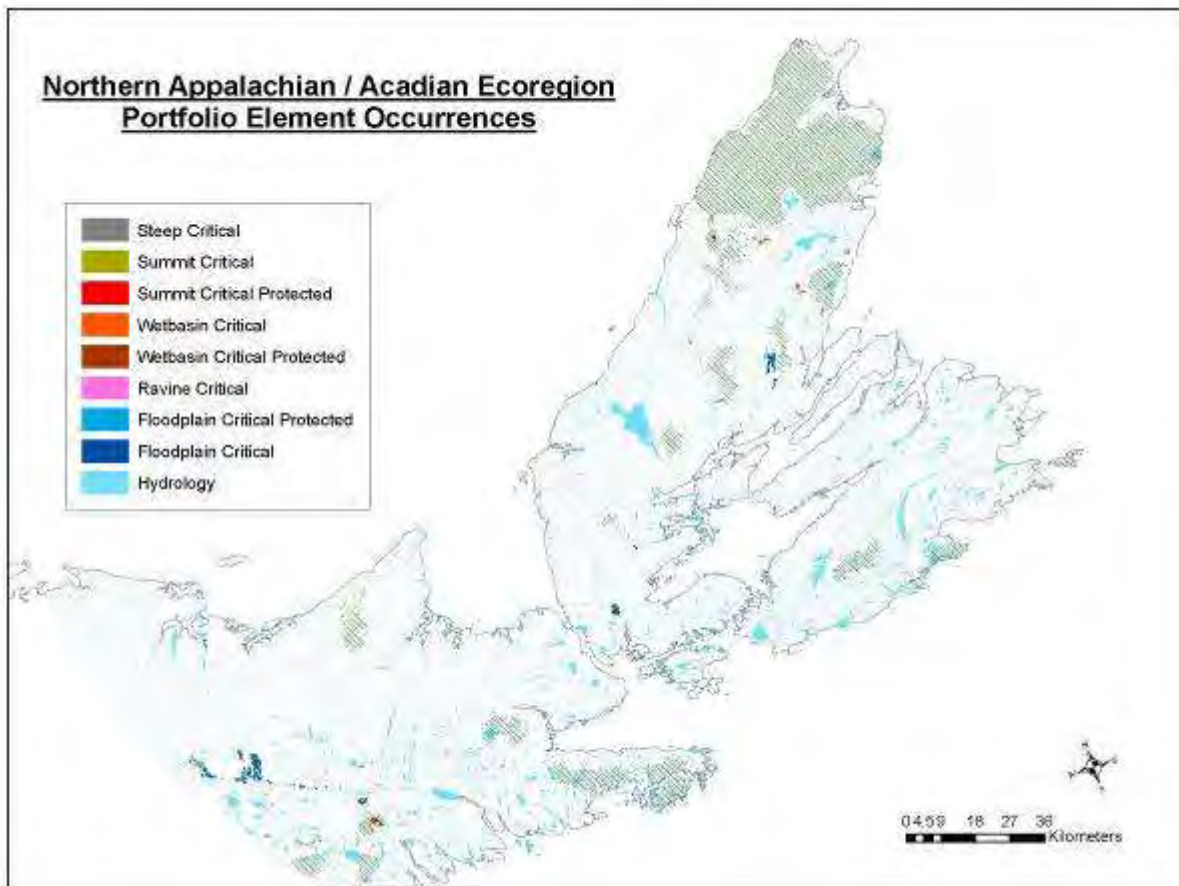 Northern Appalachian / Acadian Ecoregion
Portfolio Element Occurrences
Steep Critical
Summit Critical
Summit Critical Protected
Wetbasin Critical
Wetbasin Critical Protected
Ravine Critical
Floodplain Critical Protected
Floodplain Critical
Hydrology
0 4.5 9 18 27 36
Kilometers